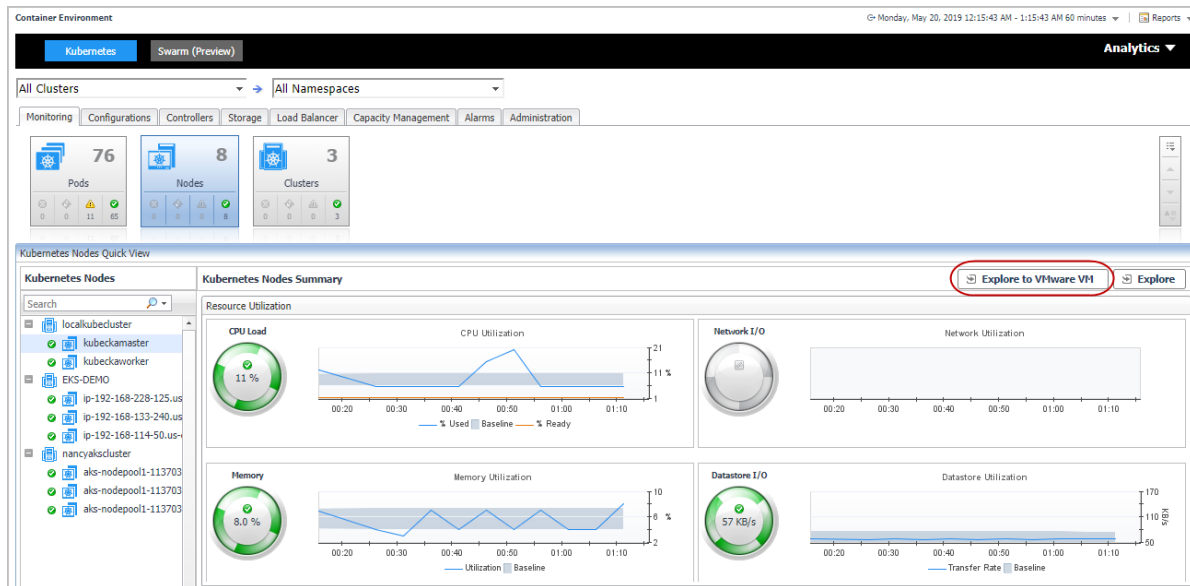 Container Environment
Monday, May 20, 2019 12:15:43 AM - 1:15:43 AM 60 minutes
Reports
Kubernetes
Swarm (Preview)
Analytics
All Clusters
All Namespaces
Monitoring
Configurations
Controllers
Storage
Load Balancer
Capacity Management
Alarms
Administration
76
Pods
0 0 11 65
8
Nodes
0 0 0 8
3
Clusters
0 0 0 3
Kubernetes Nodes Quick View
Kubernetes Nodes
Search
localkubecluster
kubeckamaster
kubeckaworker
EKS-DEMO
ip-192-168-228-125.us
ip-192-168-133-240.us
ip-192-168-114-50.us-
nancyakscluster
aks-nodepool1-113703
aks-nodepool1-113703
aks-nodepool1-113703
Kubernetes Nodes Summary
Explore to VMware VM
Explore
Resource Utilization
CPU Load
11 %
CPU Utilization
21
11 %
1
00:20 00:30 00:40 00:50 01:00 01:10
% Used Baseline % Ready
Network I/O
Network Utilization
00:20 00:30 00:40 00:50 01:00 01:10
Memory
8.0 %
Memory Utilization
10
6 %
2
00:20 00:30 00:40 00:50 01:00 01:10
Utilization Baseline
Datastore I/O
57 KB/s
Datastore Utilization
170
110 KB/s
50
00:20 00:30 00:40 00:50 01:00 01:10
Transfer Rate Baseline